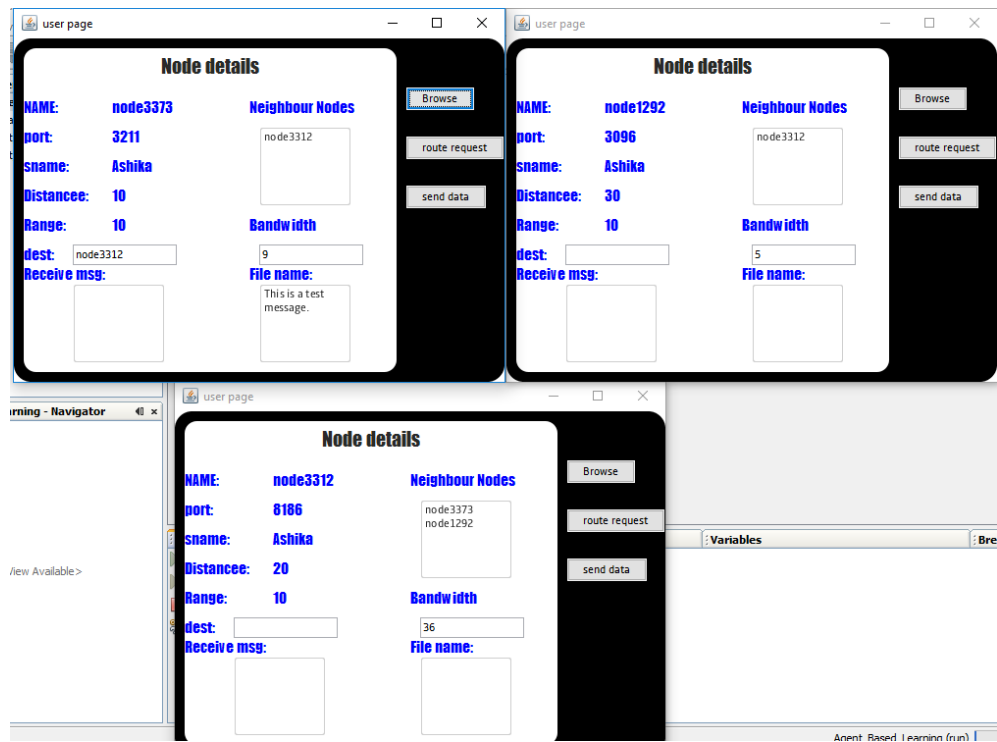 user page
Node details
NAME: node3373 Neighbour Nodes
node3312
port: 3211
sname: Ashika
Distancee: 10
Range: 10 Bandwidth
dest: node3312 9
Receive msg: File name:
This is a test
message.
Browse
route request
send data
user page
Node details
NAME: node1292 Neighbour Nodes
node3312
port: 3096
sname: Ashika
Distancee: 30
Range: 10 Bandwidth
dest: 5
Receive msg: File name:
Browse
route request
send data
user page
Node details
NAME: node3312 Neighbour Nodes
node3373
node1292
port: 8186
sname: Ashika
Distancee: 20
Range: 10 Bandwidth
dest: 36
Receive msg: File name:
Browse
route request
send data
arning - Navigator
View Available>
Variables
Bre
Agent_Based_Learning (run)